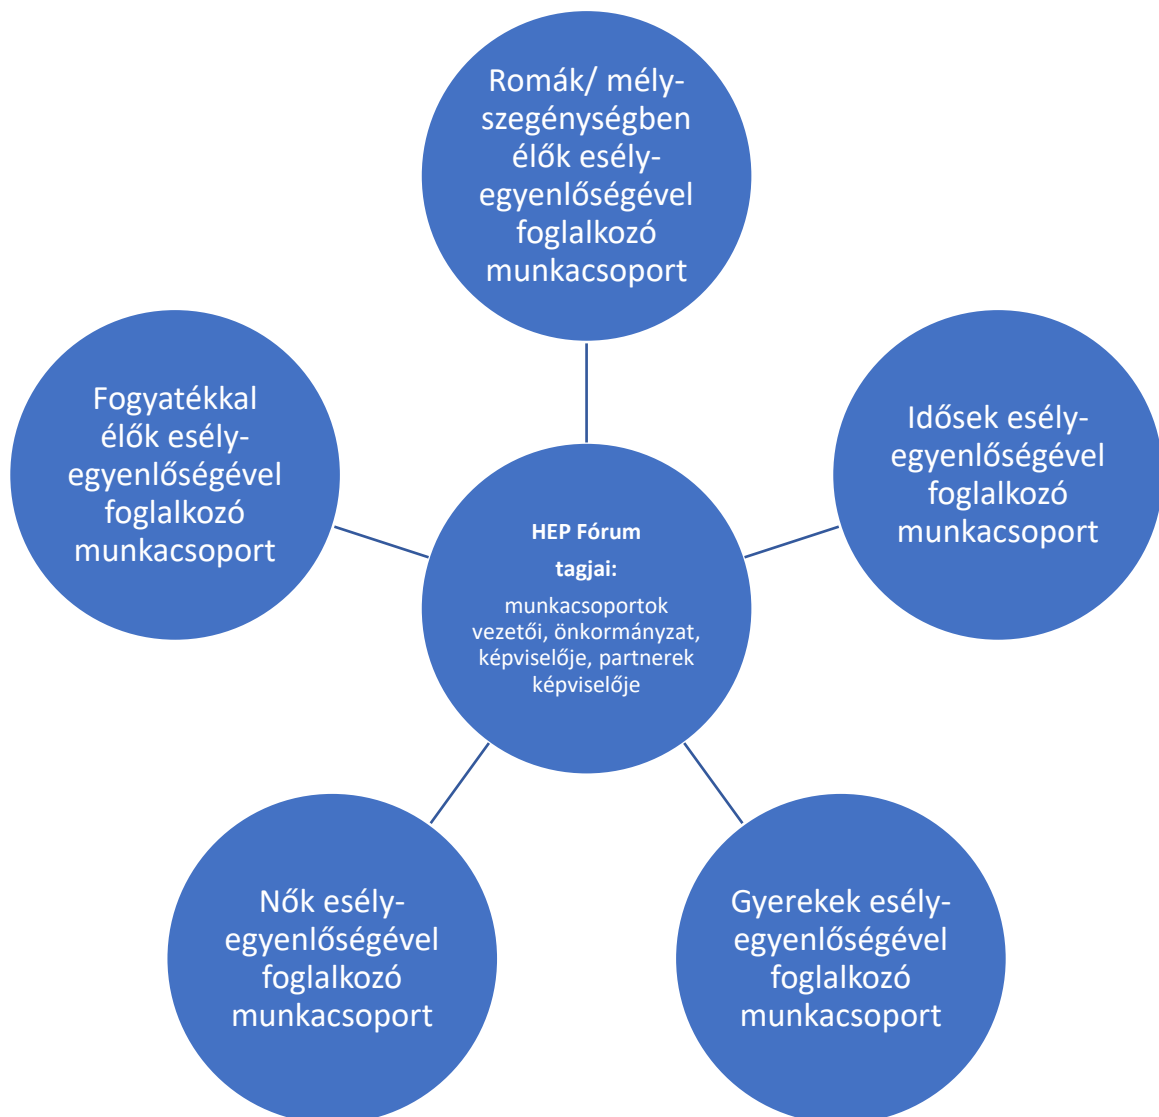 Romák/ mély-
szegénységben
élők esély-
egyenlőségével
foglalkozó
munkacsoport
Fogyatékkal
élők esély-
egyenlőségével
foglalkozó
munkacsoport
Idősek esély-
egyenlőségével
foglalkozó
munkacsoport
HEP Fórum
tagjai:
munkacsoportok
vezetői, önkormányzat,
képviselője, partnerek
képviselője
Nők esély-
egyenlőségével
foglalkozó
munkacsoport
Gyerekek esély-
egyenlőségével
foglalkozó
munkacsoport